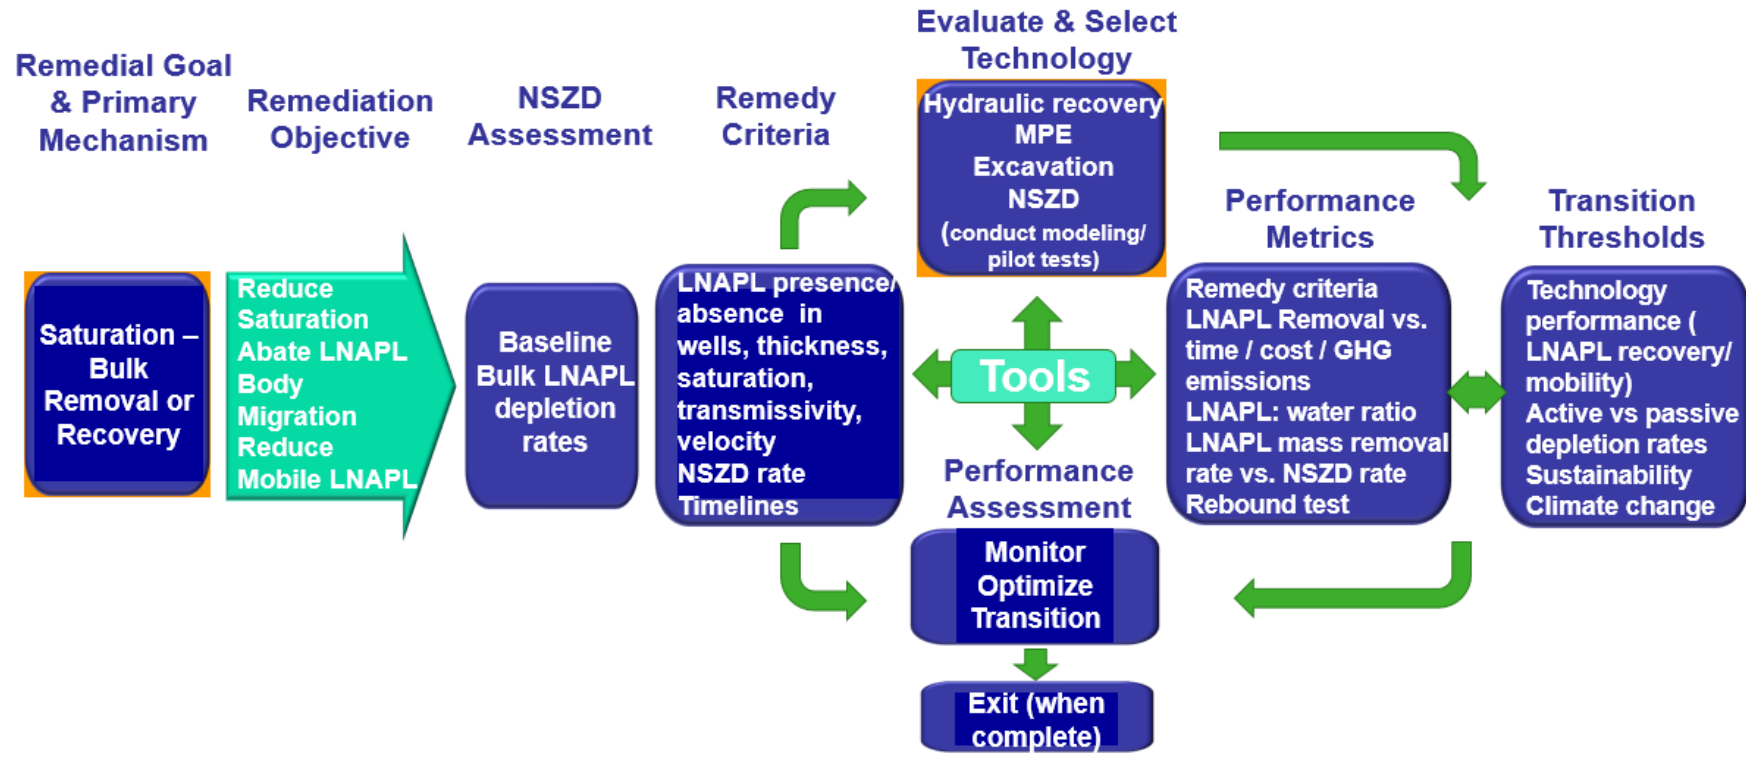 Remedial Goal
& Primary
Mechanism
Saturation –
Bulk
Removal or
Recovery
Remediation
Objective
Reduce
Saturation
Abate LNAPL
Body
Migration
Reduce
Mobile LNAPL
NSZD
Assessment
Baseline
Bulk LNAPL
depletion
rates
Remedy
Criteria
LNAPL presence/
absence in
wells, thickness,
saturation,
transmissivity,
velocity
NSZD rate
Timelines
Evaluate & Select
Technology
Hydraulic recovery
MPE
Excavation
NSZD
(conduct modeling/
pilot tests)
Tools
Performance
Assessment
Monitor
Optimize
Transition
Exit (when
complete)
Performance
Metrics
Remedy criteria
LNAPL Removal vs.
time / cost / GHG
emissions
LNAPL: water ratio
LNAPL mass removal
rate vs. NSZD rate
Rebound test
Transition
Thresholds
Technology
performance (
LNAPL recovery/
mobility)
Active vs passive
depletion rates
Sustainability
Climate change